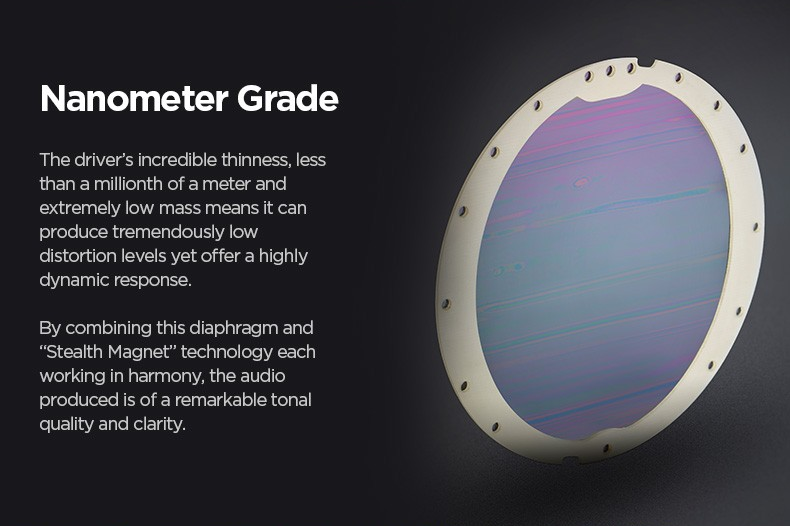 Nanometer Grade
The driver’s incredible thinness, less
than a millionth of a meter and
extremely low mass means it can
produce tremendously low
distortion levels yet offer a highly
dynamic response.
By combining this diaphragm and
“Stealth Magnet” technology each
working in harmony, the audio
produced is of a remarkable tonal
quality and clarity.